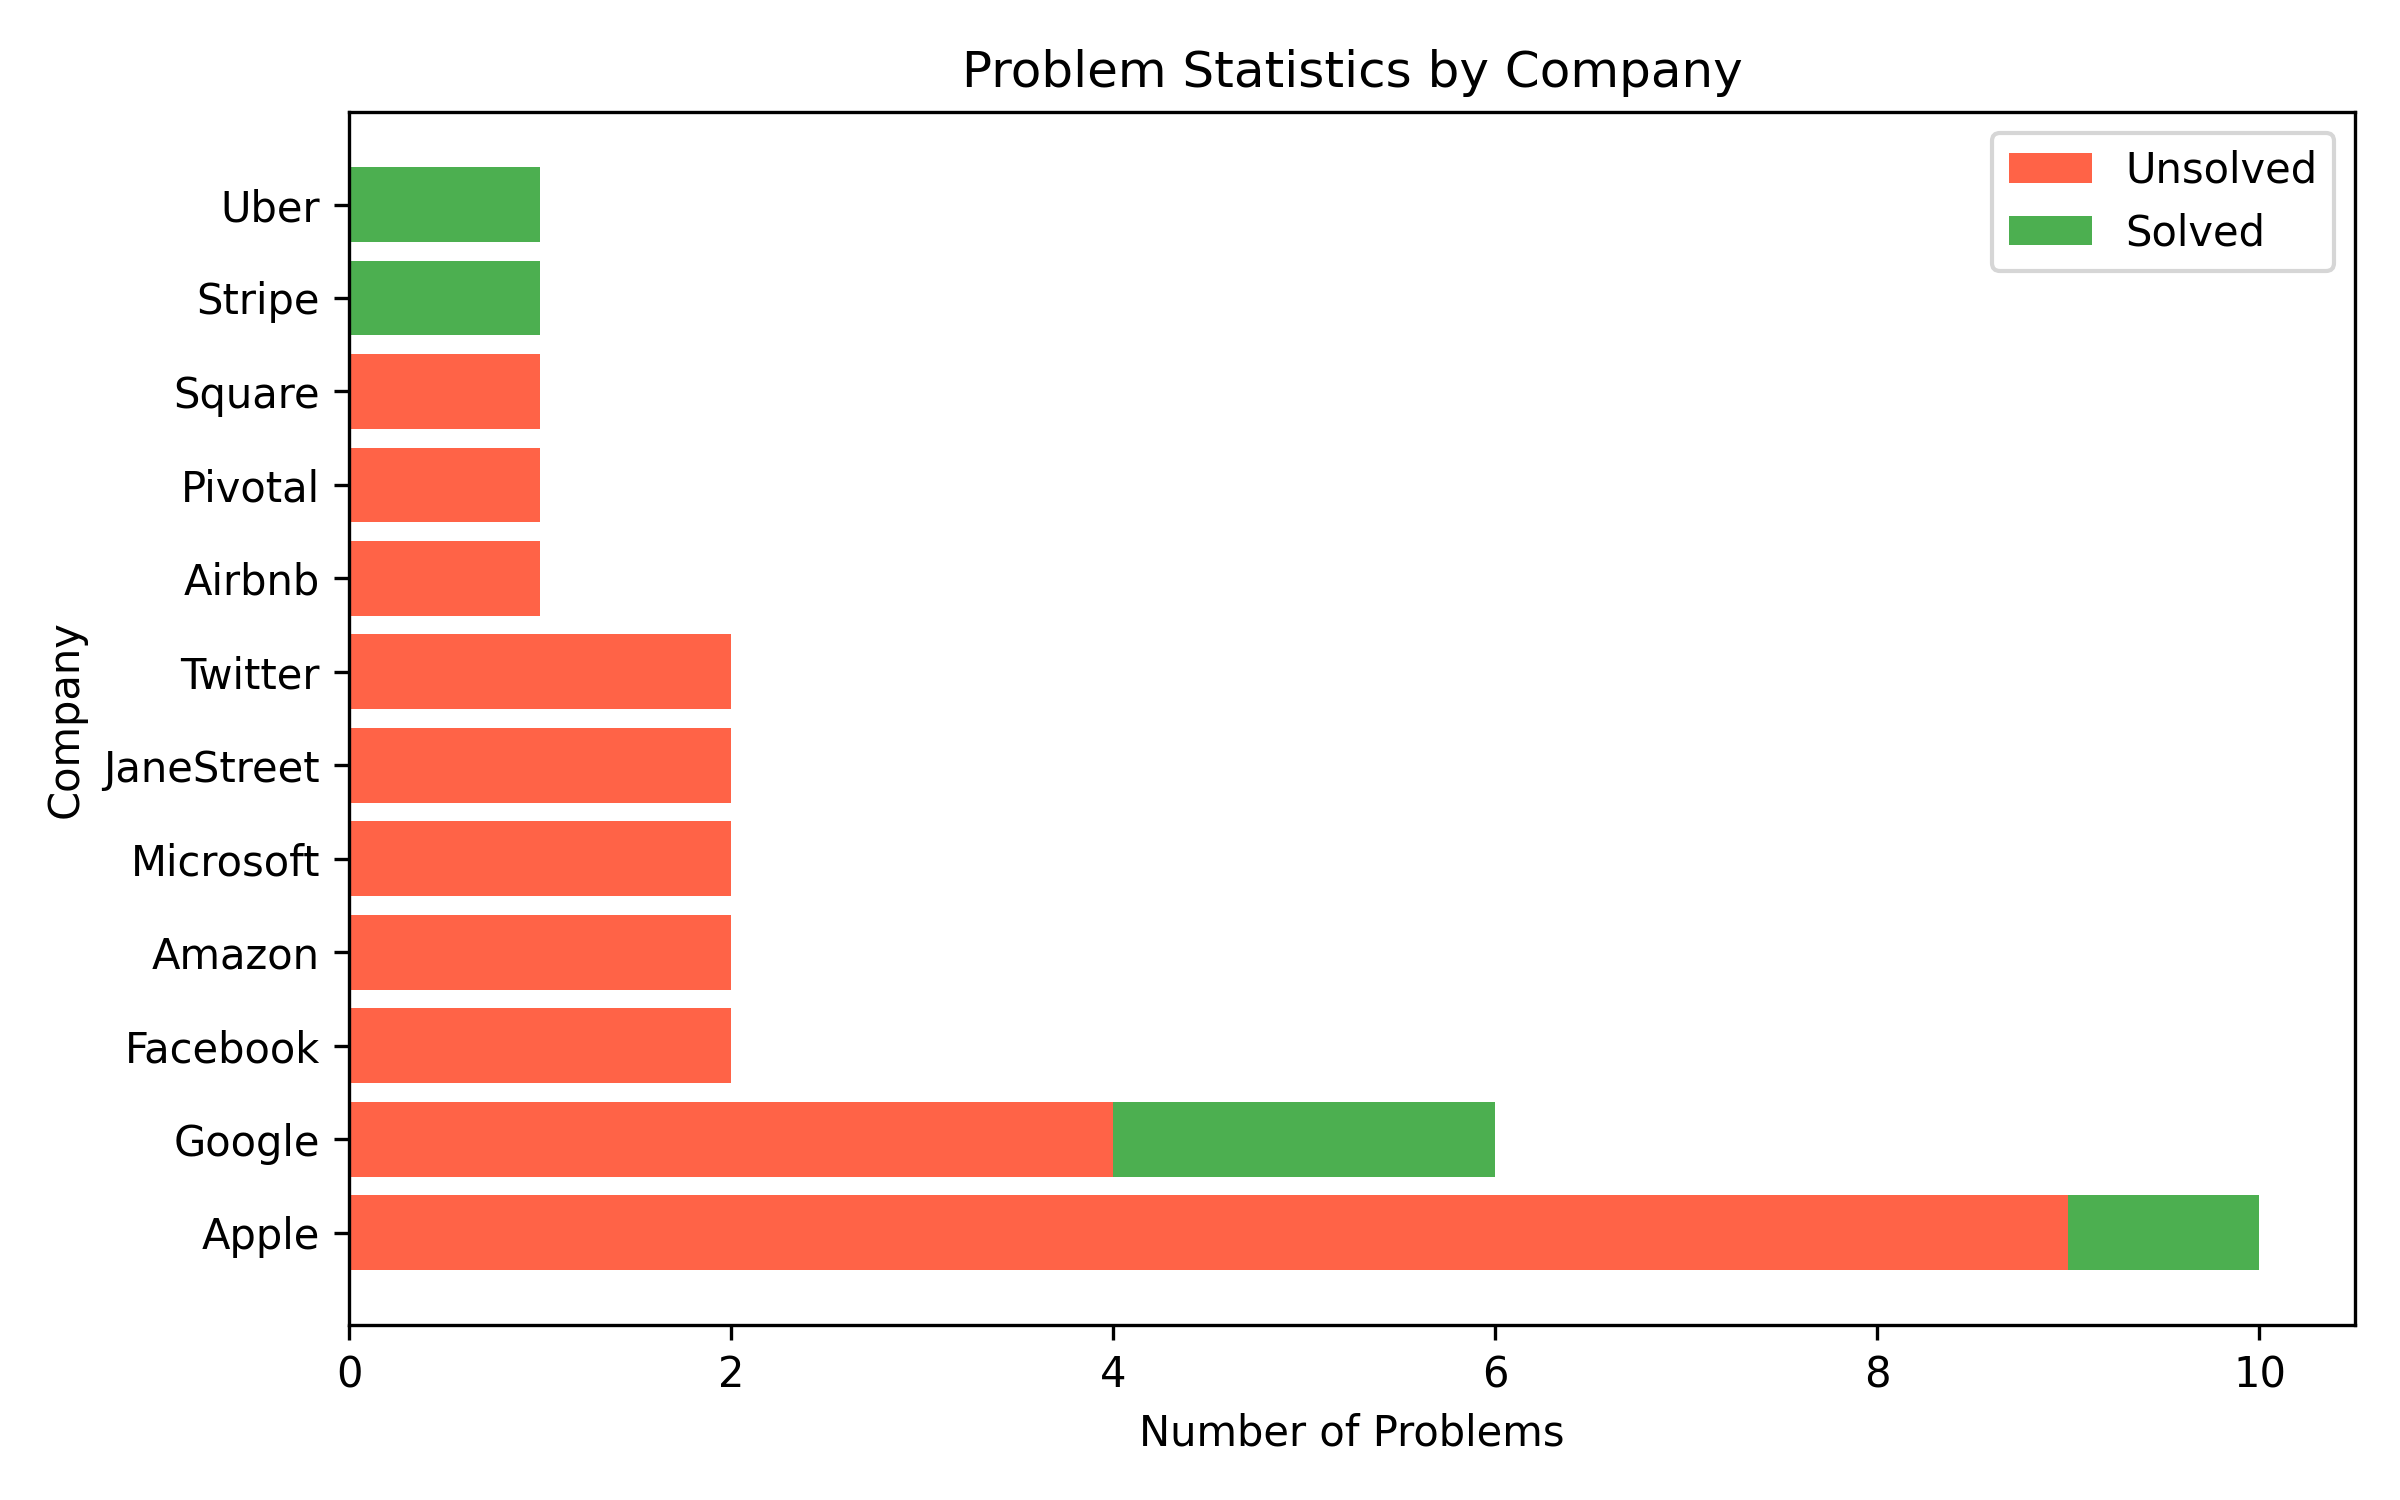 Problem Statistics by Company
Unsolved
Solved
Uber
Stripe
Square
Pivotal
Airbnb
Twitter
JaneStreet
Microsoft
Amazon
Facebook
Google
Apple
Company
0 2 4 6 8 10
Number of Problems